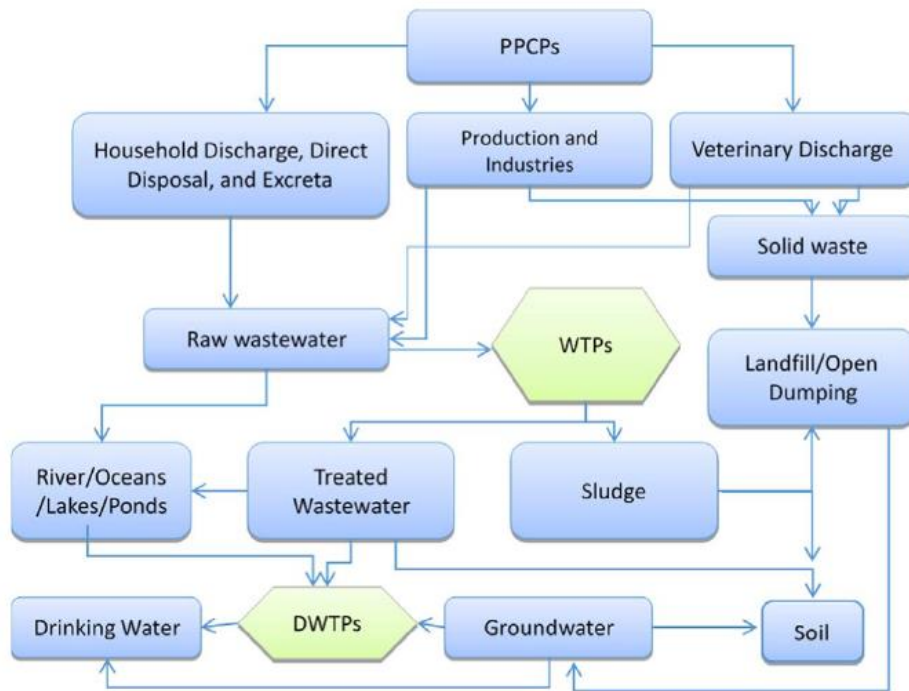 PPCPs
Household Discharge, Direct
Disposal, and Excreta
Production and
Industries
Veterinary Discharge
Solid waste
Raw wastewater
WTPs
Landfill/Open
Dumping
River/Oceans
/Lakes/Ponds
Treated
Wastewater
Sludge
Drinking Water
DWTPs
Groundwater
Soil